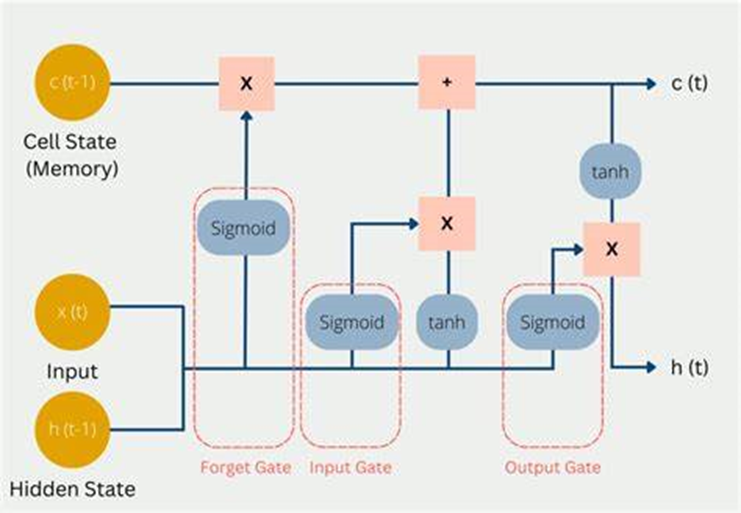 c (t-1)
X
+
c (t)
Cell State
(Memory)
tanh
Sigmoid
X
X
x (t)
Sigmoid
tanh
Sigmoid
Input
h (t)
h (t-1)
Forget Gate
Input Gate
Output Gate
Hidden State